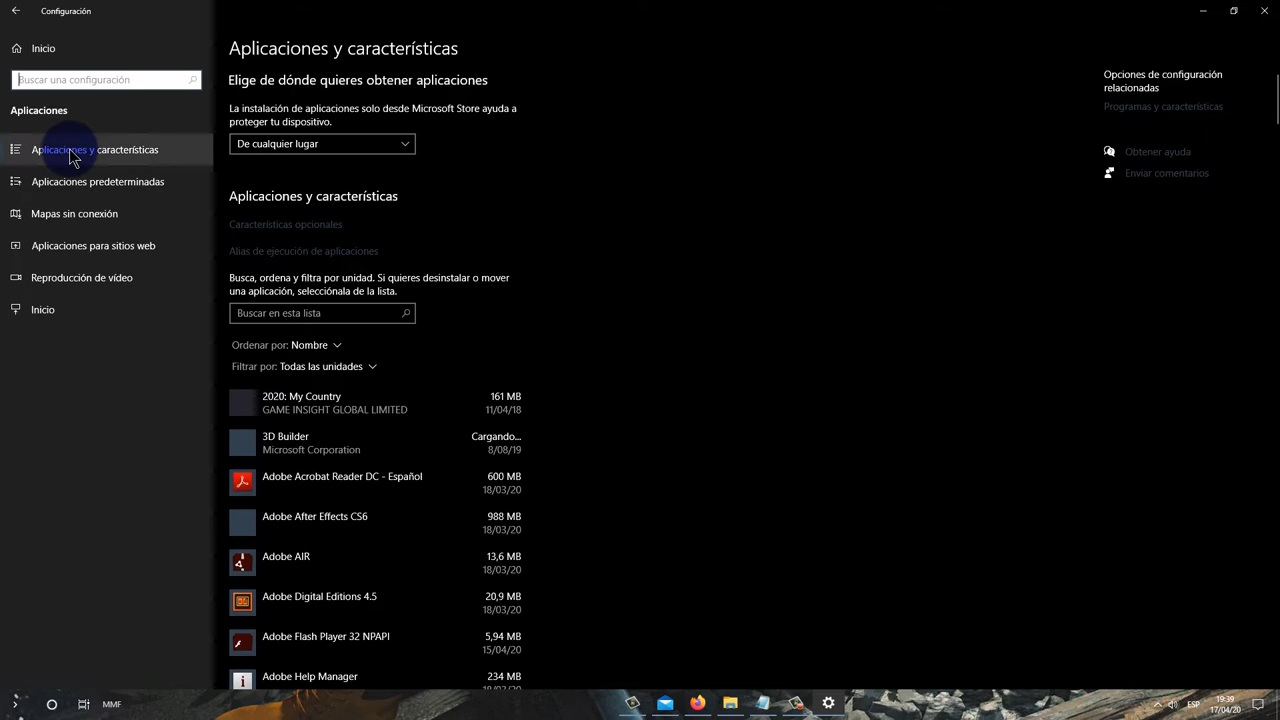 Configuración
Inicio
Buscar una configuración
Aplicaciones
Aplicaciones y características
Aplicaciones predeterminadas
Mapas sin conexión
Aplicaciones para sitios web
Reproducción de vídeo
Inicio
Aplicaciones y características
Elige de dónde quieres obtener aplicaciones
La instalación de aplicaciones solo desde Microsoft Store ayuda a
proteger tu dispositivo.
De cualquier lugar
Aplicaciones y características
Características opcionales
Alias de ejecución de aplicaciones
Busca, ordena y filtra por unidad. Si quieres desinstalar o mover
una aplicación, selecciónala de la lista.
Buscar en esta lista
Ordenar por: Nombre
Filtrar por: Todas las unidades
2020: My Country 161 MB
GAME INSIGHT GLOBAL LIMITED 11/04/18
3D Builder Cargando...
Microsoft Corporation 8/08/19
Adobe Acrobat Reader DC - Español 600 MB
18/03/20
Adobe After Effects CS6 988 MB
18/03/20
Adobe AIR 13,6 MB
18/03/20
Adobe Digital Editions 4.5 20,9 MB
18/03/20
Adobe Flash Player 32 NPAPI 5,94 MB
15/04/20
Adobe Help Manager 234 MB
18/03/20
Opciones de configuración
relacionadas
Programas y características
Obtener ayuda
Enviar comentarios
MMF
ESP
19:39
17/04/20